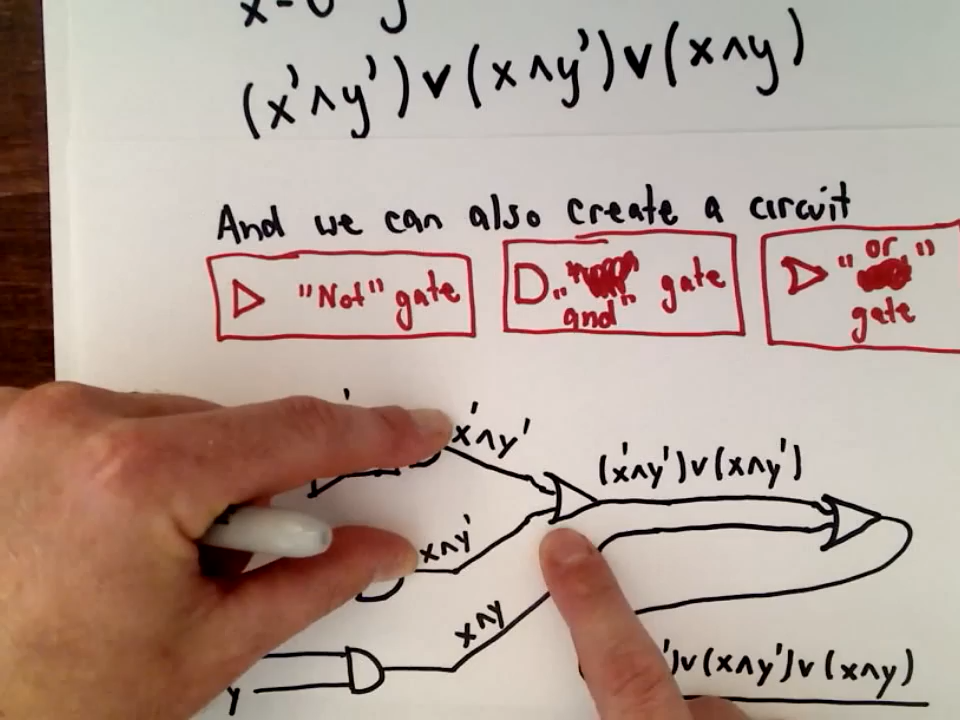 (x'∧y')∨(x∧y')∨(x∧y)
And we can also create a circuit
"Not" gate
"and" gate
"or" gate
x'∧y'
(x'∧y')∨(x∧y')
x∧y'
x∧y
')∨(x∧y')∨(x∧y)
y